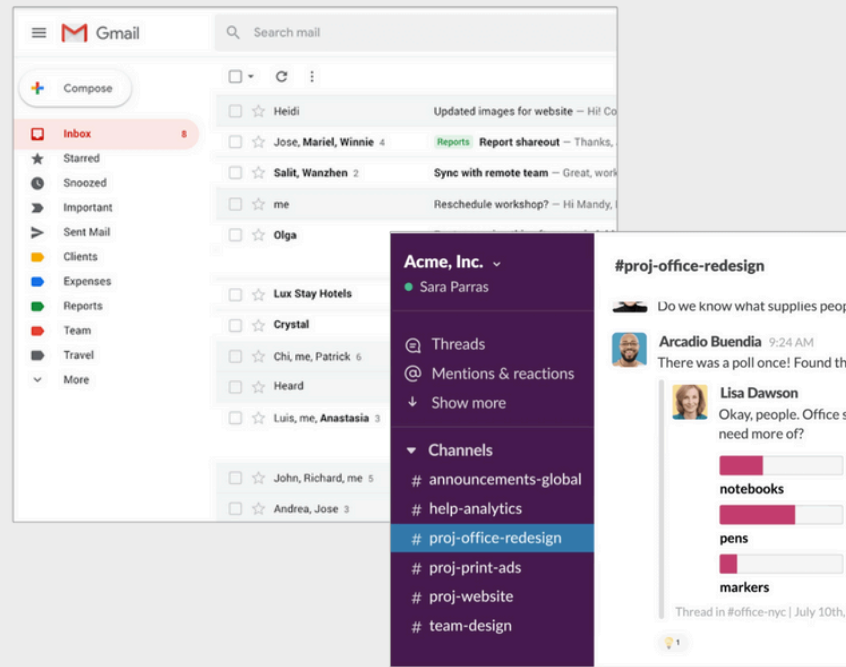 Gmail
Search mail
Compose
Inbox 8
Starred
Snoozed
Important
Sent Mail
Clients
Expenses
Reports
Team
Travel
More
Heidi Updated images for website — Hi!
Jose, Mariel, Winnie 4 Reports Report shareout — Thanks,
Salit, Wanzhen 2 Sync with remote team — Great,
me Reschedule workshop? — Hi Mandy,
Olga
Lux Stay Hotels
Crystal
Chi, me, Patrick 6
Heard
Luis, me, Anastasia 3
John, Richard, me 5
Andrea, Jose 3
Acme, Inc.
Sara Parras
Threads
Mentions & reactions
Show more
Channels
# announcements-global
# help-analytics
# proj-office-redesign
# proj-print-ads
# proj-website
# team-design
#proj-office-redesign
Do we know what supplies
Arcadio Buendia 9:24 AM
There was a poll once! Found
Lisa Dawson
Okay, people. Office
need more of?
notebooks
pens
markers
Thread in #office-nyc | July 10th,
1